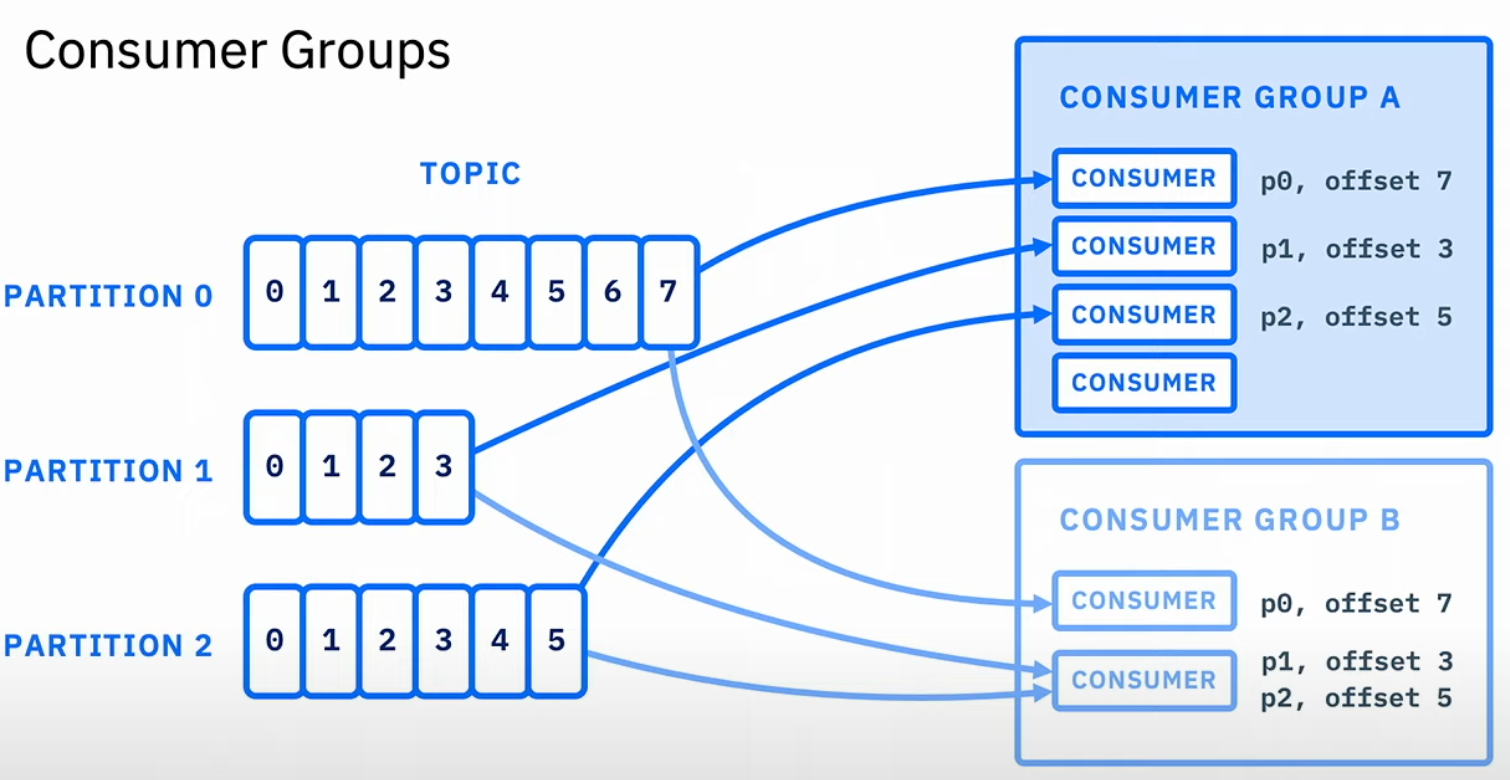 Consumer Groups
TOPIC
PARTITION 0
0 1 2 3 4 5 6 7
PARTITION 1
0 1 2 3
PARTITION 2
0 1 2 3 4 5
CONSUMER GROUP A
CONSUMER p0, offset 7
CONSUMER p1, offset 3
CONSUMER p2, offset 5
CONSUMER
CONSUMER GROUP B
CONSUMER p0, offset 7
CONSUMER p1, offset 3
p2, offset 5